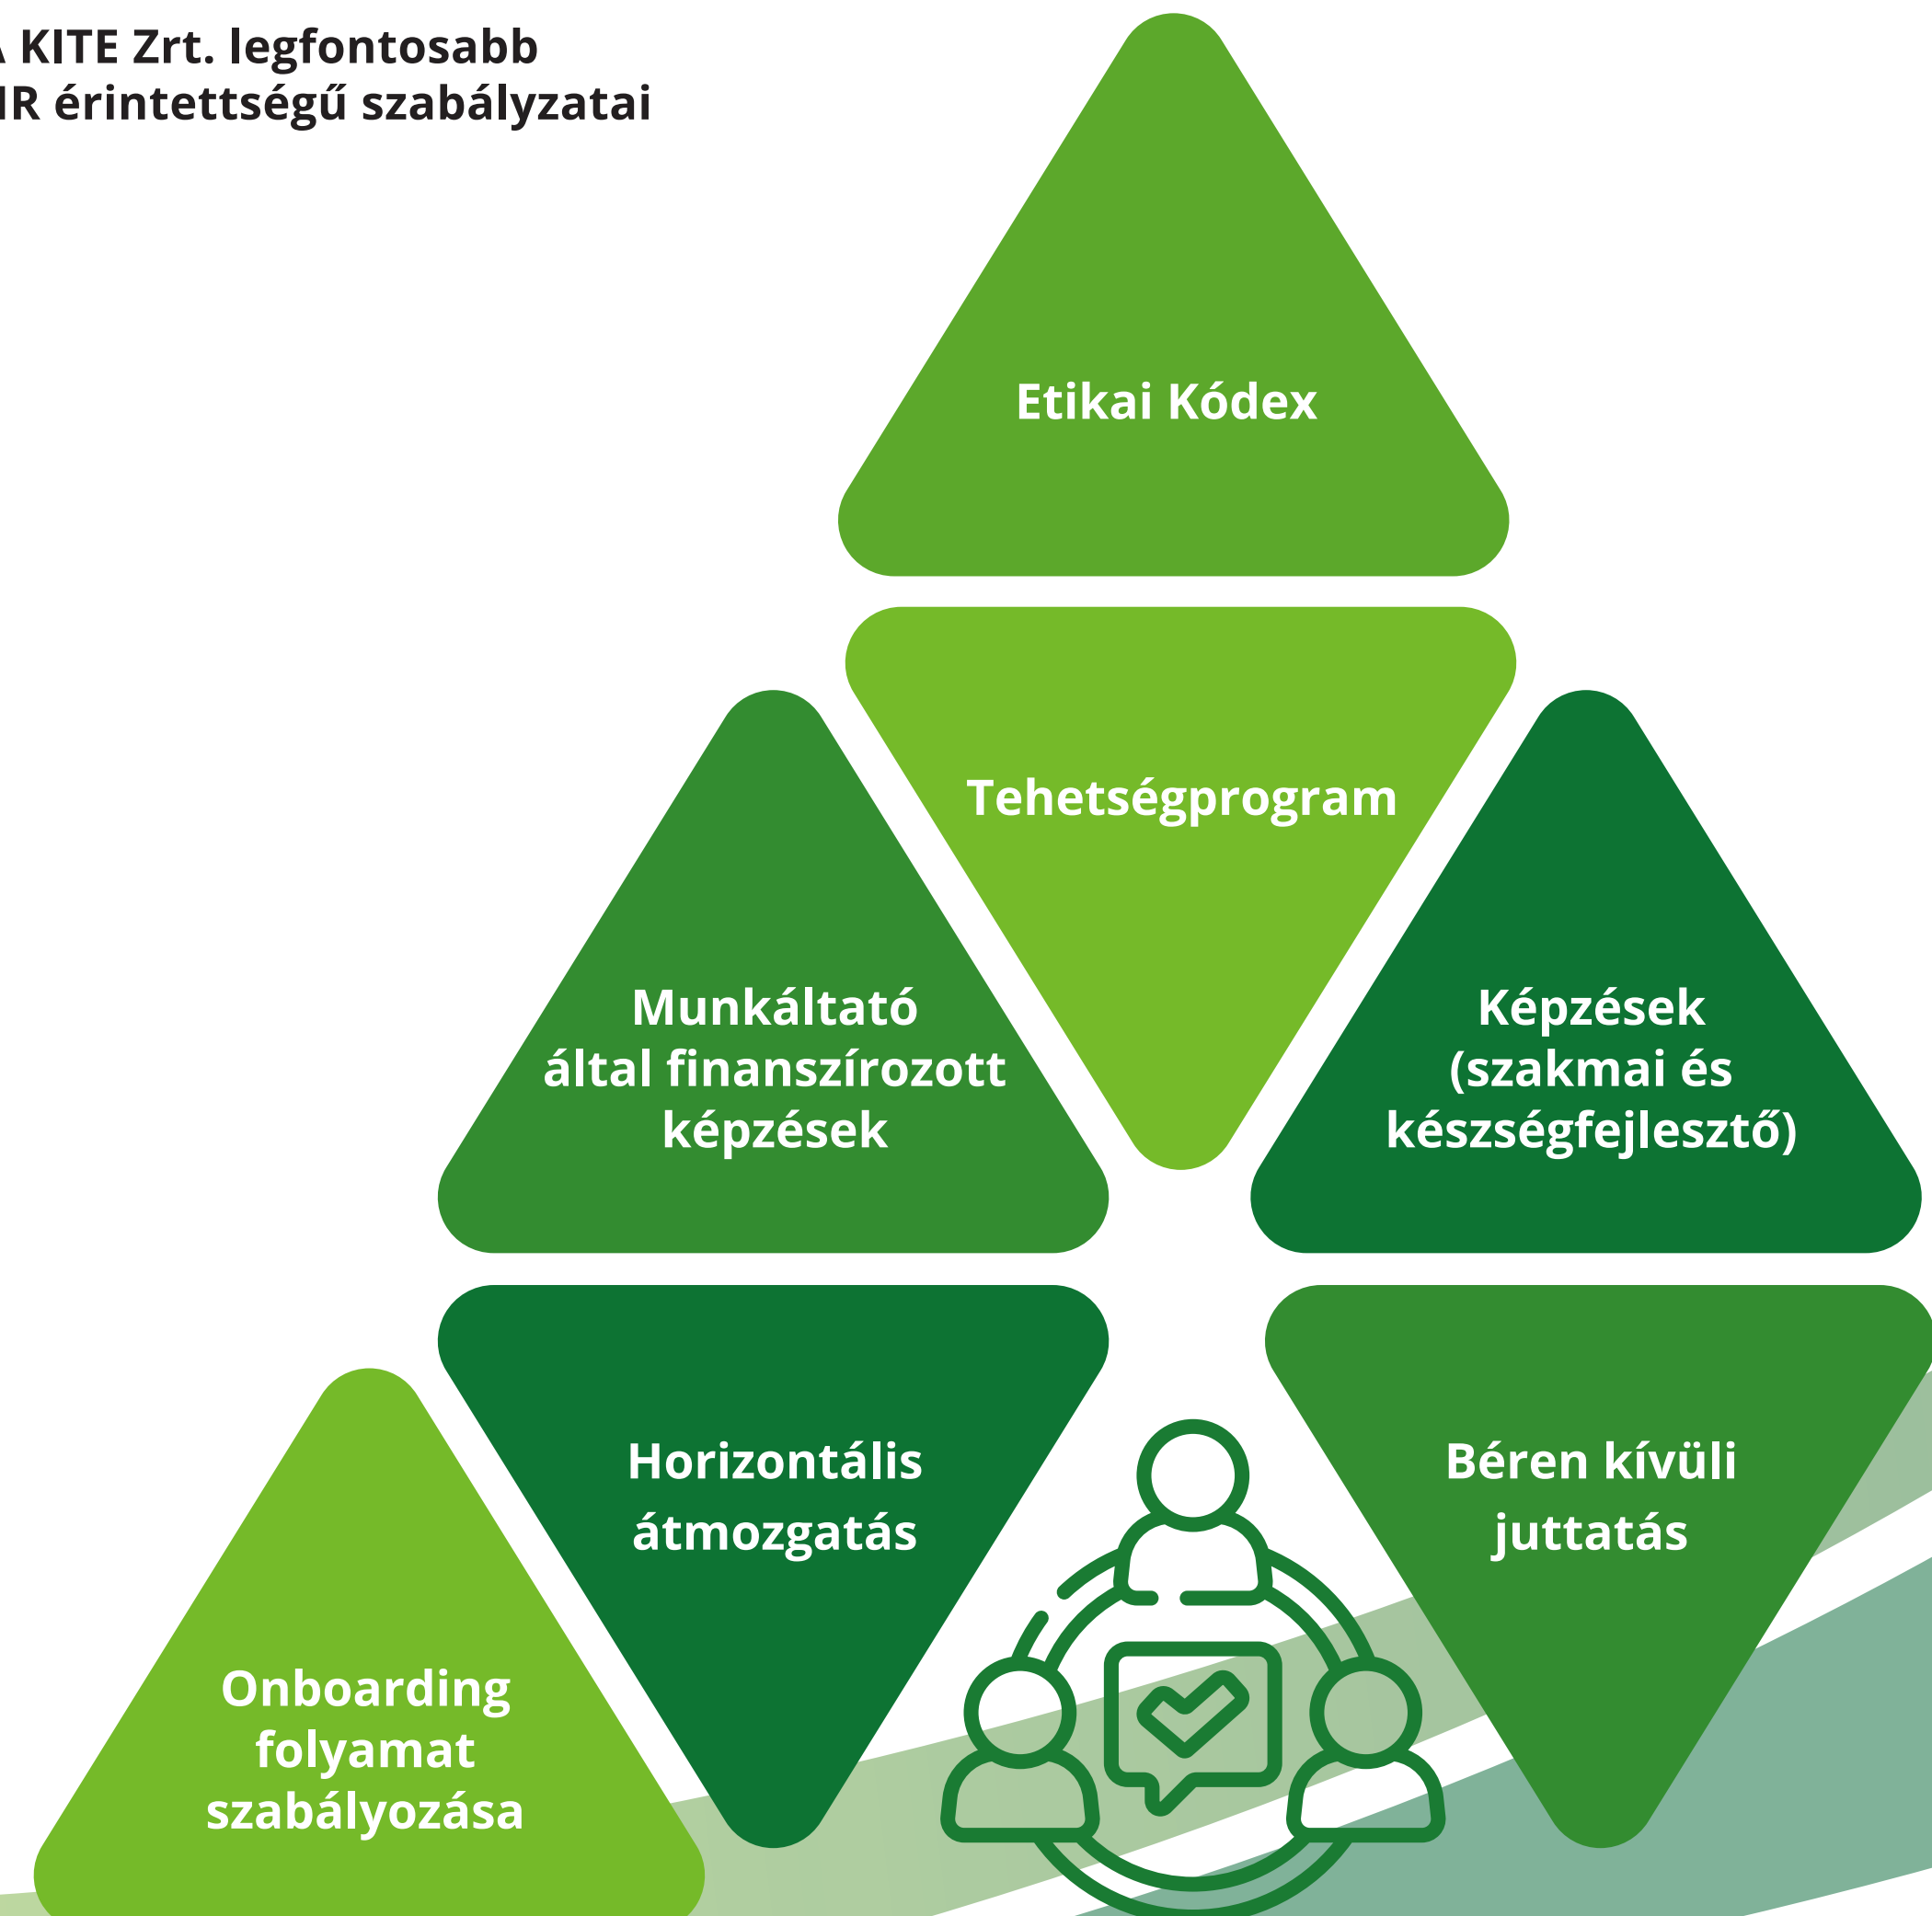 KITE Zrt. legfontosabb
érintettségű szabályzatai
Etikai Kódex
Tehetségprogram
Munkáltató
által finanszírozott
képzések
Képzések
(szakmai és
készségfejlesztő)
Horizontális
átmozgatás
Béren kívüli
juttatás
Onboarding
folyamat
szabályozása